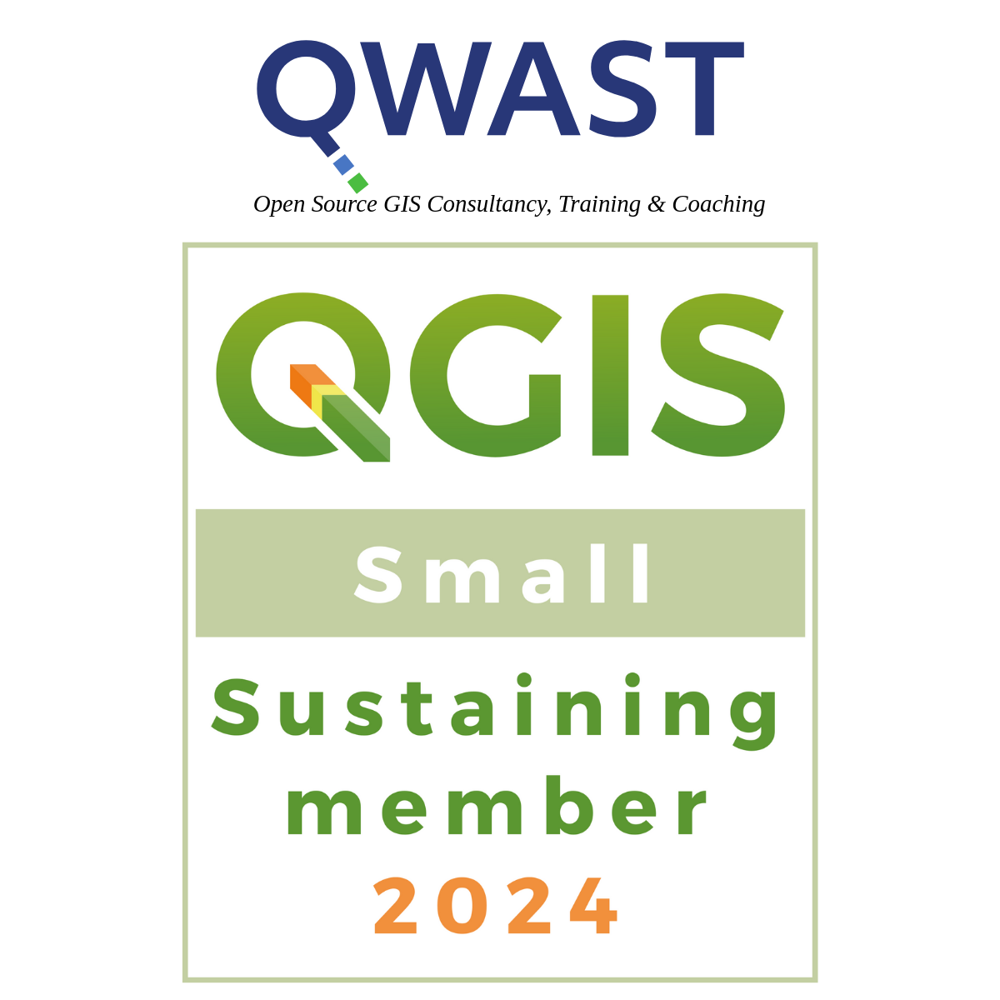 QWAST
Open Source GIS Consultancy, Training & Coaching
QGIS
Small
Sustaining
member
2024